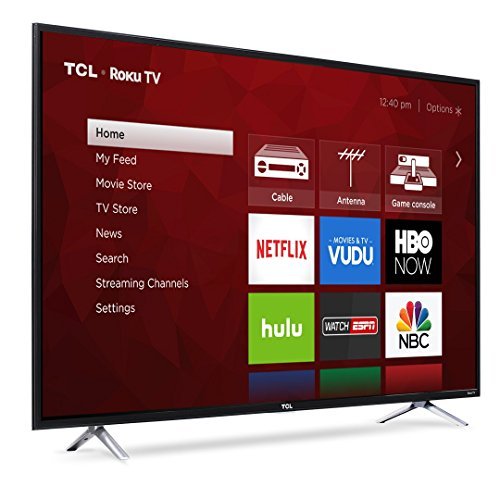 TCL • Roku TV
12:40 pm | Options ✳
Home
My Feed
Movie Store
TV Store
News
Search
Streaming Channels
Settings
Cable
Antenna
Game console
NETFLIX
MOVIES & TV
VUDU
HBO
NOW
hulu
WATCH ESPN
NBC
TCL